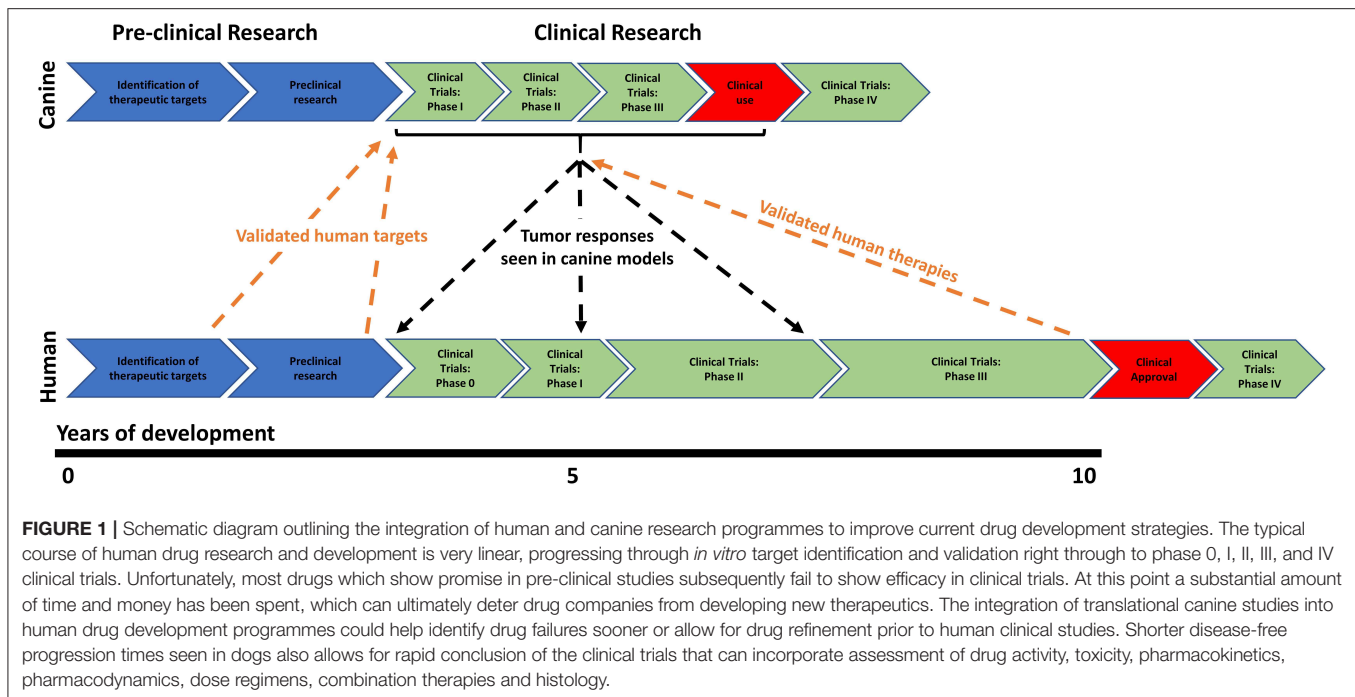 Pre-clinical Research
Clinical Research
Canine
Identification of
therapeutic targets
Preclinical
research
Clinical
Trials:
Phase I
Clinical
Trials:
Phase II
Clinical
Trials:
Phase III
Clinical
use
Clinical Trials:
Phase IV
Validated human targets
Tumor responses
seen in canine models
Validated human therapies
Human
Identification of
therapeutic targets
Preclinical
research
Clinical
Trials:
Phase 0
Clinical
Trials:
Phase I
Clinical Trials:
Phase II
Clinical Trials:
Phase III
Clinical
Approval
Clinical
Trials:
Phase IV
Years of development
0
5
10
FIGURE 1 | Schematic diagram outlining the integration of human and canine research programmes to improve current drug development strategies. The typical
course of human drug research and development is very linear, progressing through in vitro target identification and validation right through to phase 0, I, II, III, and IV
clinical trials. Unfortunately, most drugs which show promise in pre-clinical studies subsequently fail to show efficacy in clinical trials. At this point a substantial amount
of time and money has been spent, which can ultimately deter drug companies from developing new therapeutics. The integration of translational canine studies into
human drug development programmes could help identify drug failures sooner or allow for drug refinement prior to human clinical studies. Shorter disease-free
progression times seen in dogs also allows for rapid conclusion of the clinical trials that can incorporate assessment of drug activity, toxicity, pharmacokinetics,
pharmacodynamics, dose regimens, combination therapies and histology.